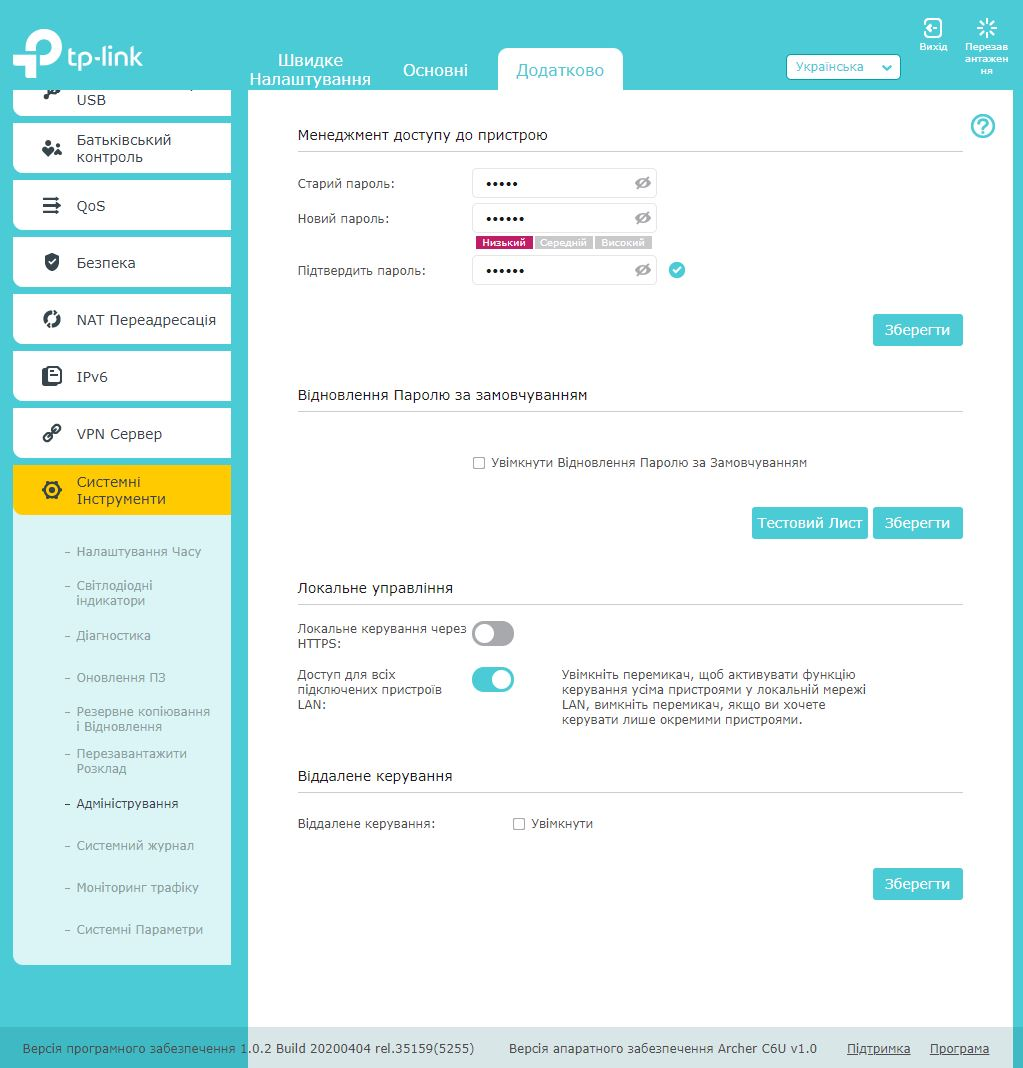 tp-link
Швидке
Налаштування
Основні
Додатково
Українська
Вихід
Перезав
антажен
ня
USB
Батьківський
контроль
QoS
Безпека
NAT Переадресація
IPv6
VPN Сервер
Системні
Інструменти
– Налаштування Часу
– Світлодіодні
індикатори
– Діагностика
– Оновлення ПЗ
– Резервне копіювання
і Відновлення
– Перезавантажити
Розклад
– Адміністрування
– Системний журнал
– Моніторинг трафіку
– Системні Параметри
Менеджмент доступу до пристрою
Старий пароль: •••••
Новий пароль: ••••••
Низький Середній Високий
Підтвердить пароль: ••••••
Зберегти
Відновлення Паролю за замовчуванням
Увімкнути Відновлення Паролю за Замовчуванням
Тестовий Лист Зберегти
Локальне управління
Локальне керування через
HTTPS:
Доступ для всіх
підключених пристроїв
LAN:
Увімкніть перемикач, щоб активувати функцію
керування усіма пристроями у локальній мережі
LAN, вимкніть перемикач, якщо ви хочете
керувати лише окремими пристроями.
Віддалене керування
Віддалене керування: Увімкнути
Зберегти
Версія програмного забезпечення 1.0.2 Build 20200404 rel.35159(5255) Версія апаратного забезпечення Archer C6U v1.0 Підтримка Програма